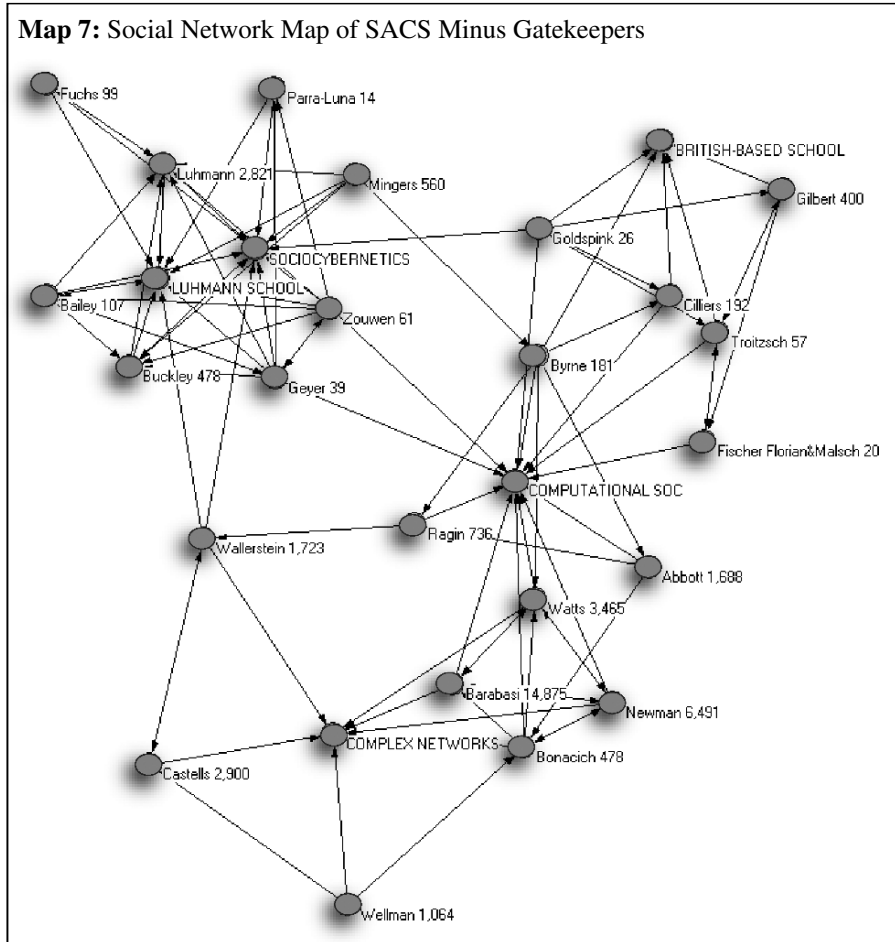 Map 7: Social Network Map of SACS Minus Gatekeepers
Fuchs 99
Parra-Luna 14
BRITISH-BASED SCHOOL
Luhmann 2,821
Mingers 560
Gilbert 400
Goldspink 26
SOCIOCYBERNETICS
LUHMANN SCHOOL
Bailey 107
Zouwen 61
Cilliers 192
Troitzsch 57
Buckley 478
Geyer 39
Byrne 181
Fischer Florian&Malsch 20
COMPUTATIONAL SOC
Ragin 736
Wallerstein 1,723
Abbott 1,688
Watts 3,465
Barabasi 14,875
Newman 6,491
COMPLEX NETWORKS
Bonacich 478
Castells 2,900
Wellman 1,064